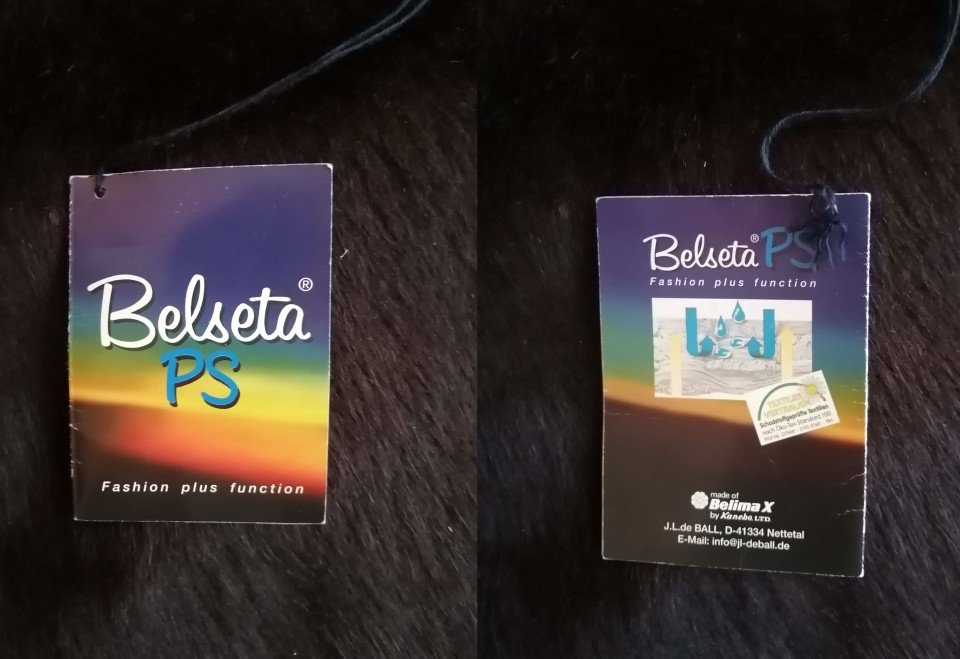 Belseta®
PS
Fashion plus function
Belseta® PS
Fashion plus function
TEXTILES
VERTRAUEN
Schadstoffgeprüfte Textilien
nach Öko-Tex Standard 100
made of
Belima X
by Kanebo, LTD.
J.L.de BALL, D-41334 Nettetal
E-Mail: info@jl-deball.de